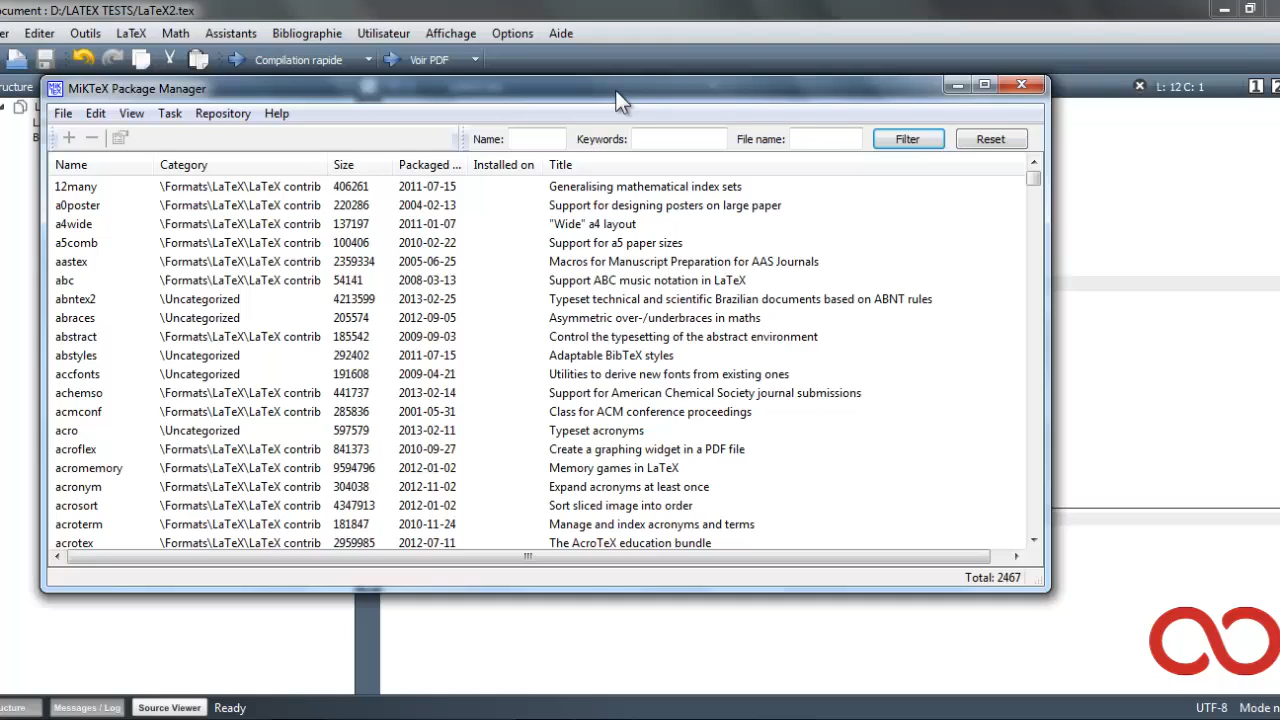 ocument : D:/LATEX TESTS/LaTeX2.tex
er Editer Outils LaTeX Math Assistants Bibliographie Utilisateur Affichage Options Aide
Compilation rapide Voir PDF
ructure L: 12 C: 1 1 2
MiKTeX Package Manager
File Edit View Task Repository Help
Name: Keywords: File name: Filter Reset
Name Category Size Packaged ... Installed on Title
12many \Formats\LaTeX\LaTeX contrib 406261 2011-07-15 Generalising mathematical index sets
a0poster \Formats\LaTeX\LaTeX contrib 220286 2004-02-13 Support for designing posters on large paper
a4wide \Formats\LaTeX\LaTeX contrib 137197 2011-01-07 "Wide" a4 layout
a5comb \Formats\LaTeX\LaTeX contrib 100406 2010-02-22 Support for a5 paper sizes
aastex \Formats\LaTeX\LaTeX contrib 2359334 2005-06-25 Macros for Manuscript Preparation for AAS Journals
abc \Formats\LaTeX\LaTeX contrib 54141 2008-03-13 Support ABC music notation in LaTeX
abntex2 \Uncategorized 4213599 2013-02-25 Typeset technical and scientific Brazilian documents based on ABNT rules
abraces \Uncategorized 205574 2012-09-05 Asymmetric over-/underbraces in maths
abstract \Formats\LaTeX\LaTeX contrib 185542 2009-09-03 Control the typesetting of the abstract environment
abstyles \Uncategorized 292402 2011-07-15 Adaptable BibTeX styles
accfonts \Uncategorized 191608 2009-04-21 Utilities to derive new fonts from existing ones
achemso \Formats\LaTeX\LaTeX contrib 441737 2013-02-14 Support for American Chemical Society journal submissions
acmconf \Formats\LaTeX\LaTeX contrib 285836 2001-05-31 Class for ACM conference proceedings
acro \Uncategorized 597579 2013-02-11 Typeset acronyms
acroflex \Formats\LaTeX\LaTeX contrib 841373 2010-09-27 Create a graphing widget in a PDF file
acromemory \Formats\LaTeX\LaTeX contrib 9594796 2012-01-02 Memory games in LaTeX
acronym \Formats\LaTeX\LaTeX contrib 304038 2012-11-02 Expand acronyms at least once
acrosort \Formats\LaTeX\LaTeX contrib 4347913 2012-01-02 Sort sliced image into order
acroterm \Formats\LaTeX\LaTeX contrib 181847 2010-11-24 Manage and index acronyms and terms
acrotex \Formats\LaTeX\LaTeX contrib 2959985 2012-07-11 The AcroTeX education bundle
Total: 2467
ucture Messages / Log Source Viewer Ready UTF-8 Mode n